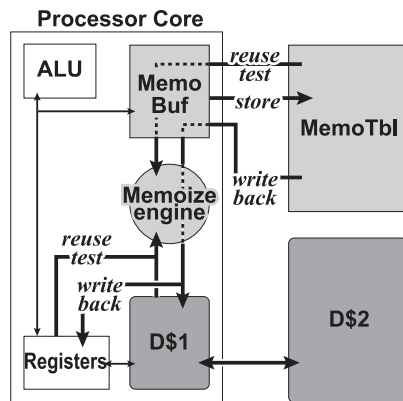 Processor Core
ALU
Memo
Buf
reuse
test
store
MemoTbl
write
back
Memoize
engine
reuse
test
write
back
D$1
D$2
Registers